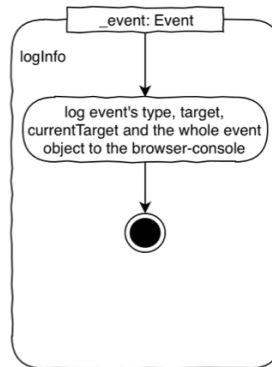 _event: Event
logInfo
log event's type, target,
currentTarget and the whole event
object to the browser-console